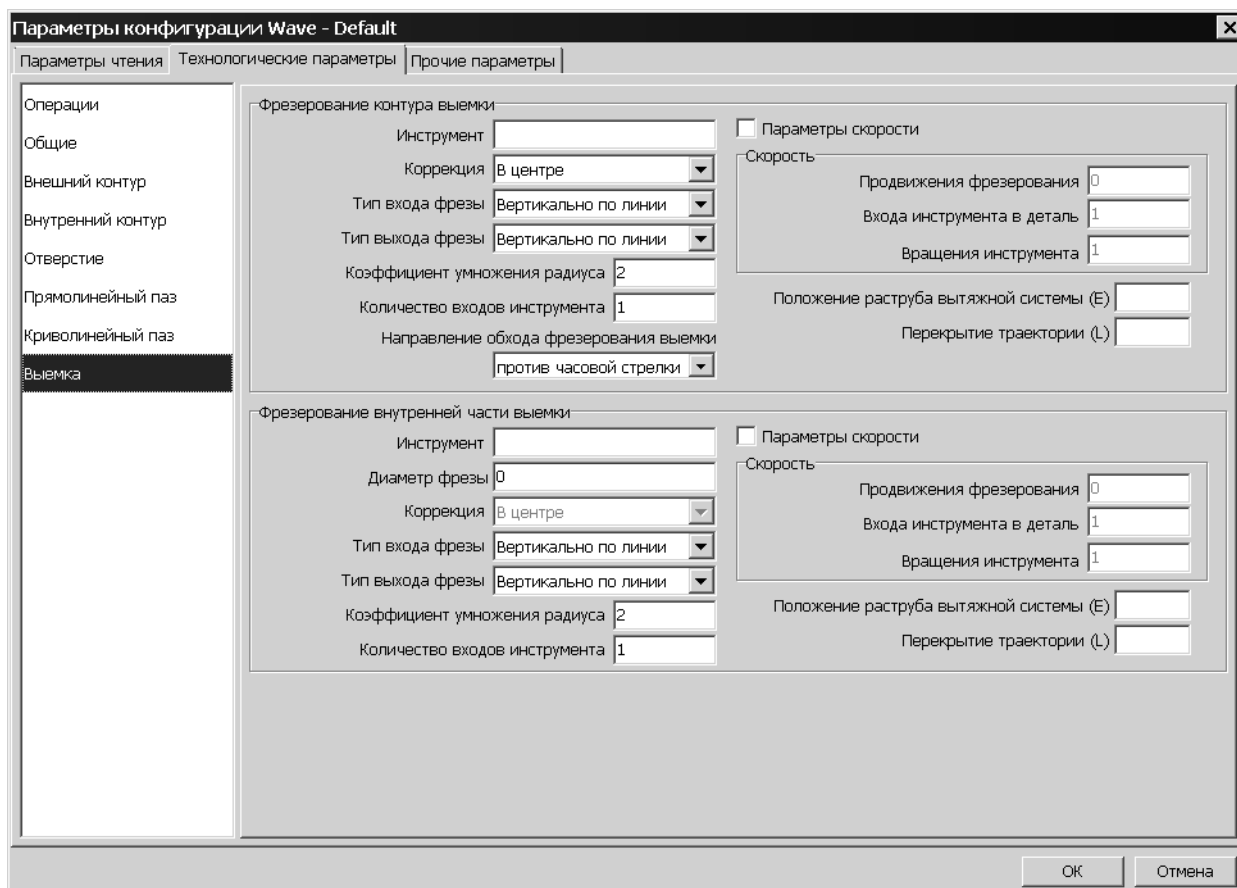 Параметры конфигурации Wave - Default
Параметры чтения Технологические параметры Прочие параметры
Операции
Общие
Внешний контур
Внутренний контур
Отверстие
Прямолинейный паз
Криволинейный паз
Выемка
Фрезерование контура выемки
Инструмент
Коррекция В центре
Тип входа фрезы Вертикально по линии
Тип выхода фрезы Вертикально по линии
Коэффициент умножения радиуса 2
Количество входов инструмента 1
Направление обхода фрезерования выемки
против часовой стрелки
Параметры скорости
Скорость
Продвижения фрезерования 0
Входа инструмента в деталь 1
Вращения инструмента 1
Положение раструба вытяжной системы (E)
Перекрытие траектории (L)
Фрезерование внутренней части выемки
Инструмент
Диаметр фрезы 0
Коррекция В центре
Тип входа фрезы Вертикально по линии
Тип выхода фрезы Вертикально по линии
Коэффициент умножения радиуса 2
Количество входов инструмента 1
Параметры скорости
Скорость
Продвижения фрезерования 0
Входа инструмента в деталь 1
Вращения инструмента 1
Положение раструба вытяжной системы (E)
Перекрытие траектории (L)
ОК Отмена